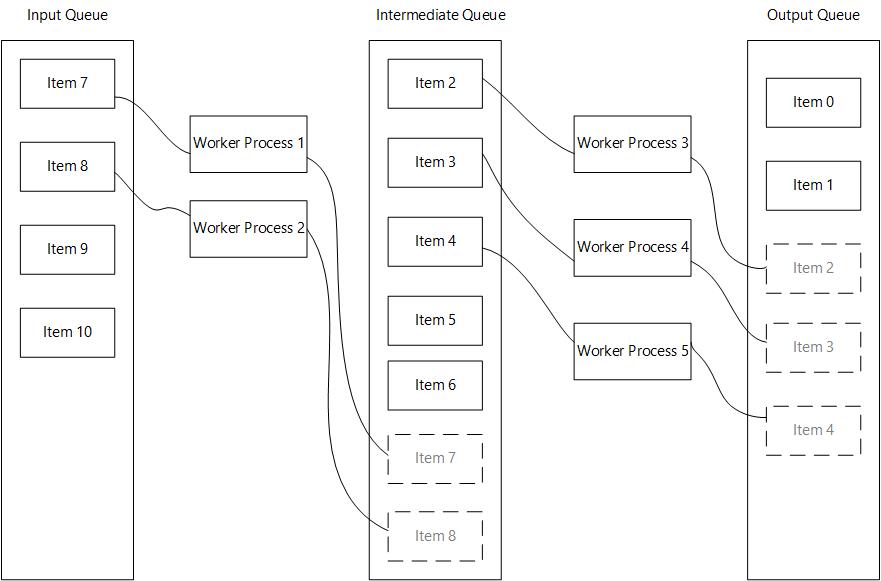 Input Queue
Intermediate Queue
Output Queue
Item 7
Item 8
Item 9
Item 10
Worker Process 1
Worker Process 2
Item 2
Item 3
Item 4
Item 5
Item 6
Item 7
Item 8
Worker Process 3
Worker Process 4
Worker Process 5
Item 0
Item 1
Item 2
Item 3
Item 4